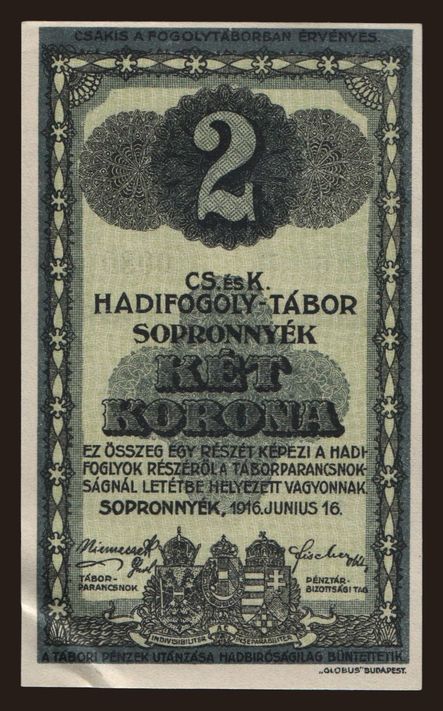 CSAKIS A FOGOLYTÁBORBAN ÉRVÉNYES.
2
CS. ÉS K.
HADIFOGOLY-TÁBOR
SOPRONNYÉK
KÉT
KORONA
EZ ÖSSZEG EGY RÉSZÉT KÉPEZI A HADI-
FOGLYOK RÉSZÉRŐL A TÁBORPARANCSNOK-
SÁGNÁL LETÉTBE HELYEZETT VAGYONNAK.
SOPRONNYÉK, 1916. JUNIUS 16.
TÁBOR-
PARANCSNOK
PÉNZTÁR-
BIZOTTSÁGI TAG
INDIVISIBILITER AC INSEPARABILITER
A TÁBORI PÉNZEK UTÁNZÁSA HADBIRÓSÁGILAG BÜNTETTETIK.
„GLOBUS" BUDAPEST.